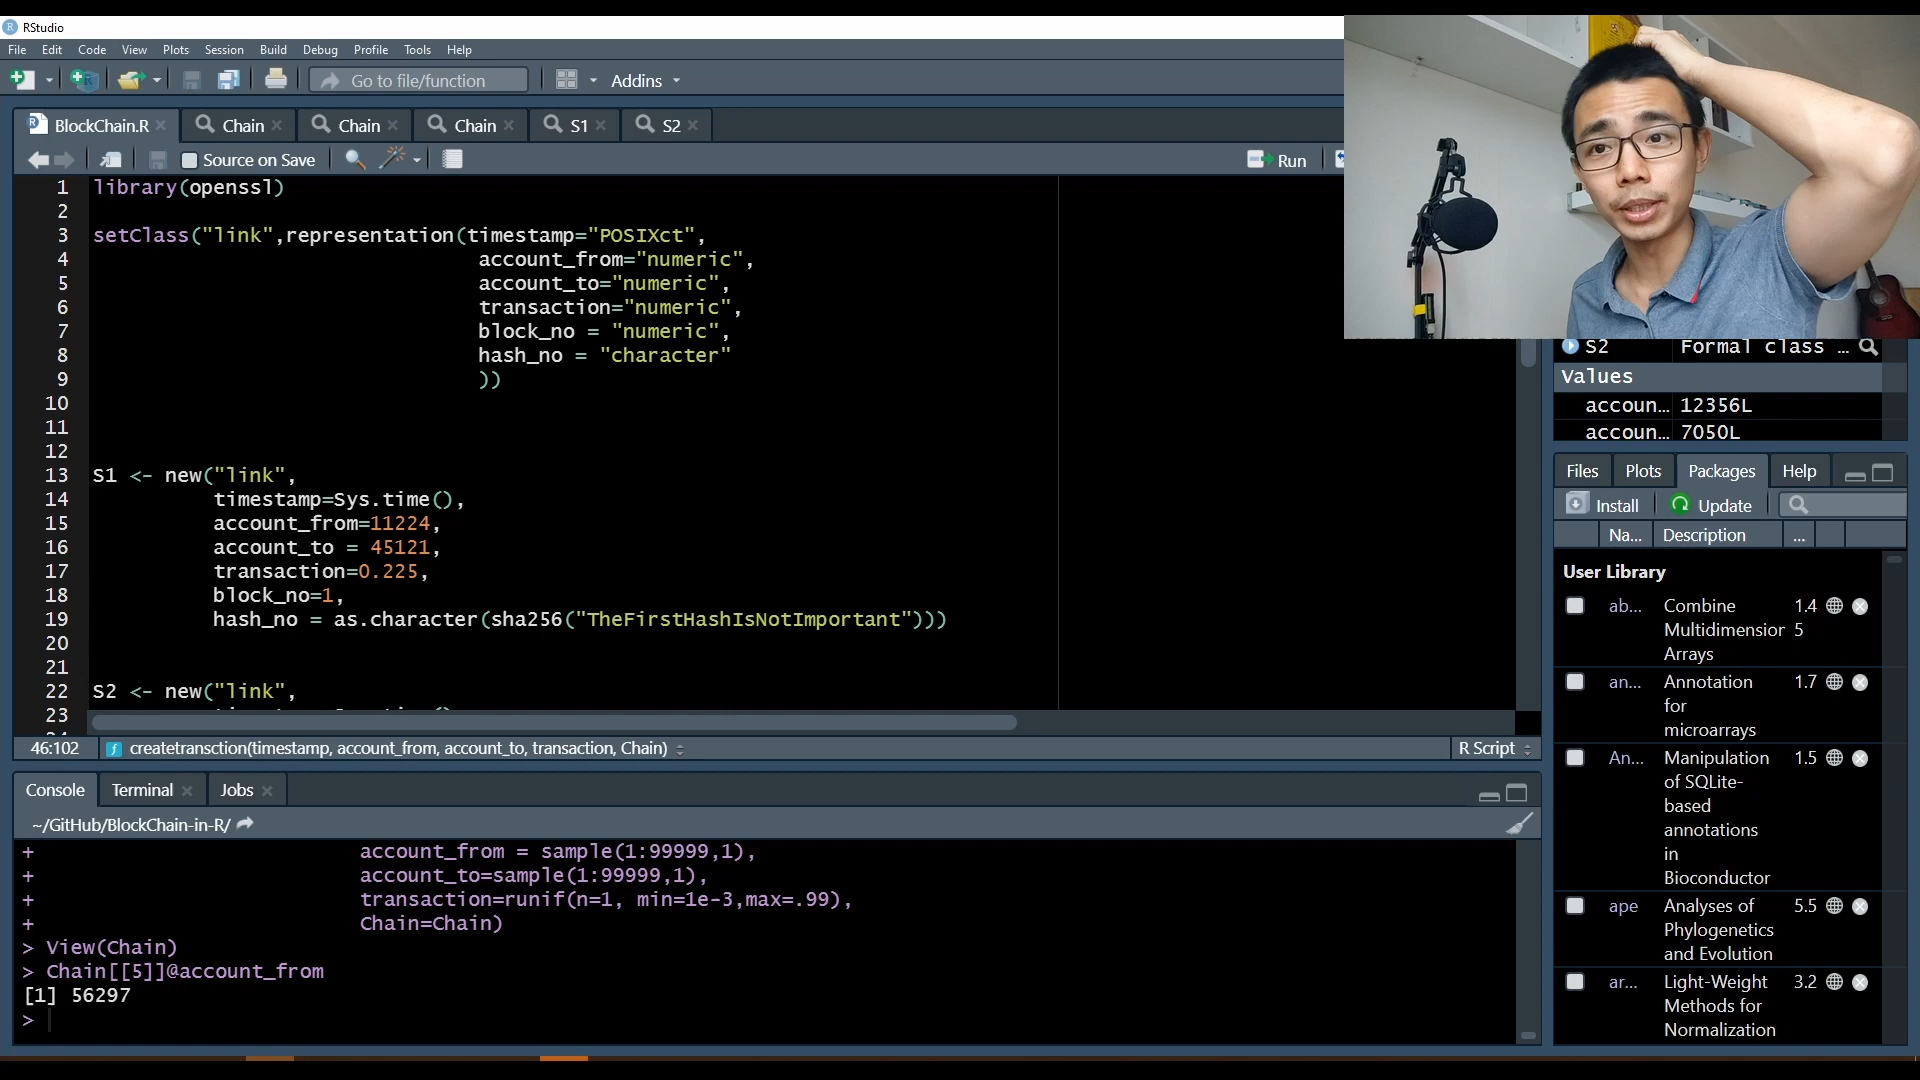 RStudio
File Edit Code View Plots Session Build Debug Profile Tools Help
Go to file/function Addins
BlockChain.R Chain Chain Chain S1 S2
Source on Save Run
1 library(openssl)
2
3 setClass("link",representation(timestamp="POSIXct",
4 account_from="numeric",
5 account_to="numeric",
6 transaction="numeric",
7 block_no = "numeric",
8 hash_no = "character"
9 ))
10
11
12
13 S1 <- new("link",
14 timestamp=Sys.time(),
15 account_from=11224,
16 account_to = 45121,
17 transaction=0.225,
18 block_no=1,
19 hash_no = as.character(sha256("TheFirstHashIsNotImportant")))
20
21
22 S2 <- new("link",
23
46:102 createtransction(timestamp, account_from, account_to, transaction, Chain) R Script
Console Terminal Jobs
~/GitHub/BlockChain-in-R/
+ account_from = sample(1:99999,1),
+ account_to=sample(1:99999,1),
+ transaction=runif(n=1, min=1e-3,max=.99),
+ Chain=Chain)
> View(Chain)
> Chain[[5]]@account_from
[1] 56297
>
S2 Formal class ...
Values
accoun... 12356L
accoun... 7050L
Files Plots Packages Help
Install Update
Na... Description ...
User Library
ab... Combine 1.4
Multidimension 5
Arrays
an... Annotation 1.7
for
microarrays
An... Manipulation 1.5
of SQLite-
based
annotations
in
Bioconductor
ape Analyses of 5.5
Phylogenetics
and Evolution
ar... Light-Weight 3.2
Methods for
Normalization